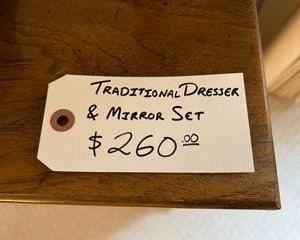 TRADITIONAL DRESSER
& MIRROR SET
$260.00